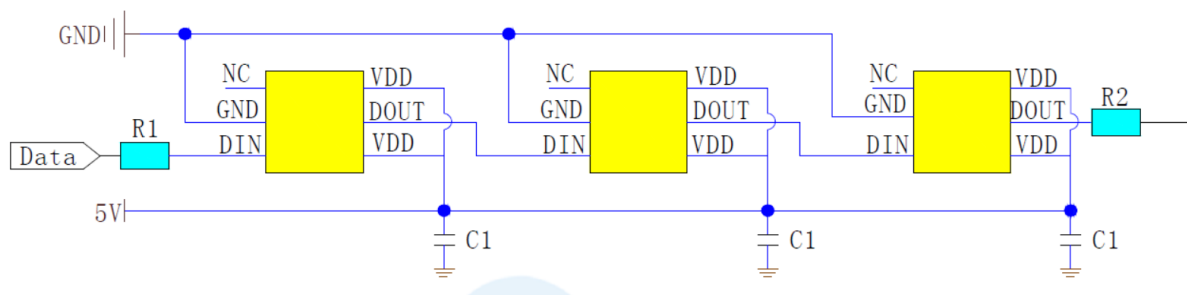 GND
NC VDD NC VDD NC VDD
GND DOUT GND DOUT GND DOUT R2
R1 DIN VDD DIN VDD DIN VDD
Data
5V
C1 C1 C1